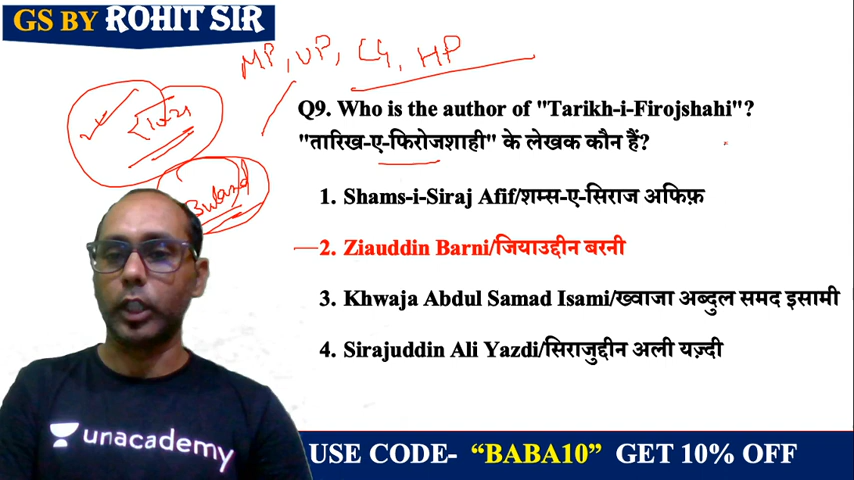 GS BY ROHIT SIR
MP, UP, CG, HP
राज्य
Q9. Who is the author of "Tarikh-i-Firojshahi"?
"तारिख-ए-फिरोजशाही" के लेखक कौन हैं?
1. Shams-i-Siraj Afif/शम्स-ए-सिराज अफिफ़
2. Ziauddin Barni/जियाउद्दीन बरनी
3. Khwaja Abdul Samad Isami/ख्वाजा अब्दुल समद इसामी
4. Sirajuddin Ali Yazdi/सिराजुद्दीन अली यज़्दी
unacademy
USE CODE- “BABA10” GET 10% OFF